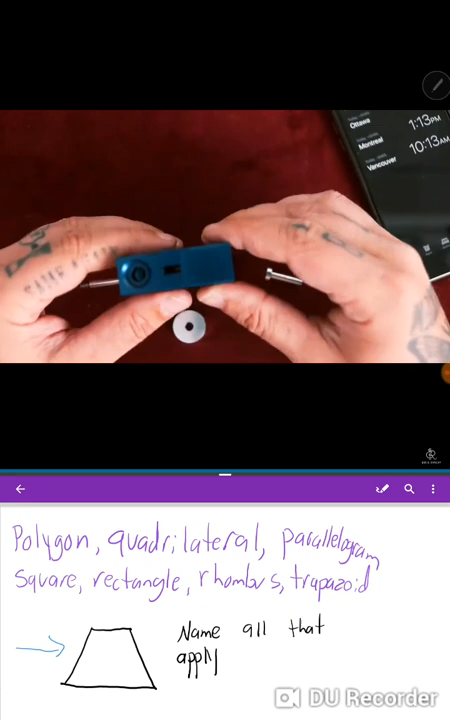 Ottawa
1:13PM
Montreal
10:13AM
Vancouver
Polygon, quadrilateral, parallelogram
square, rectangle, rhombus, trapazoid
Name all that
apply
DU Recorder